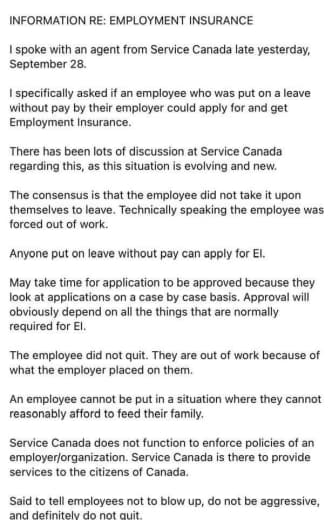 INFORMATION RE: EMPLOYMENT INSURANCE
I spoke with an agent from Service Canada late yesterday,
September 28.
I specifically asked if an employee who was put on a leave
without pay by their employer could apply for and get
Employment Insurance.
There has been lots of discussion at Service Canada
regarding this, as this situation is evolving and new.
The consensus is that the employee did not take it upon
themselves to leave. Technically speaking the employee was
forced out of work.
Anyone put on leave without pay can apply for EI.
May take time for application to be approved because they
look at applications on a case by case basis. Approval will
obviously depend on all the things that are normally
required for EI.
The employee did not quit. They are out of work because of
what the employer placed on them.
An employee cannot be put in a situation where they cannot
reasonably afford to feed their family.
Service Canada does not function to enforce policies of an
employer/organization. Service Canada is there to provide
services to the citizens of Canada.
Said to tell employees not to blow up, do not be aggressive,
and definitely do not quit.